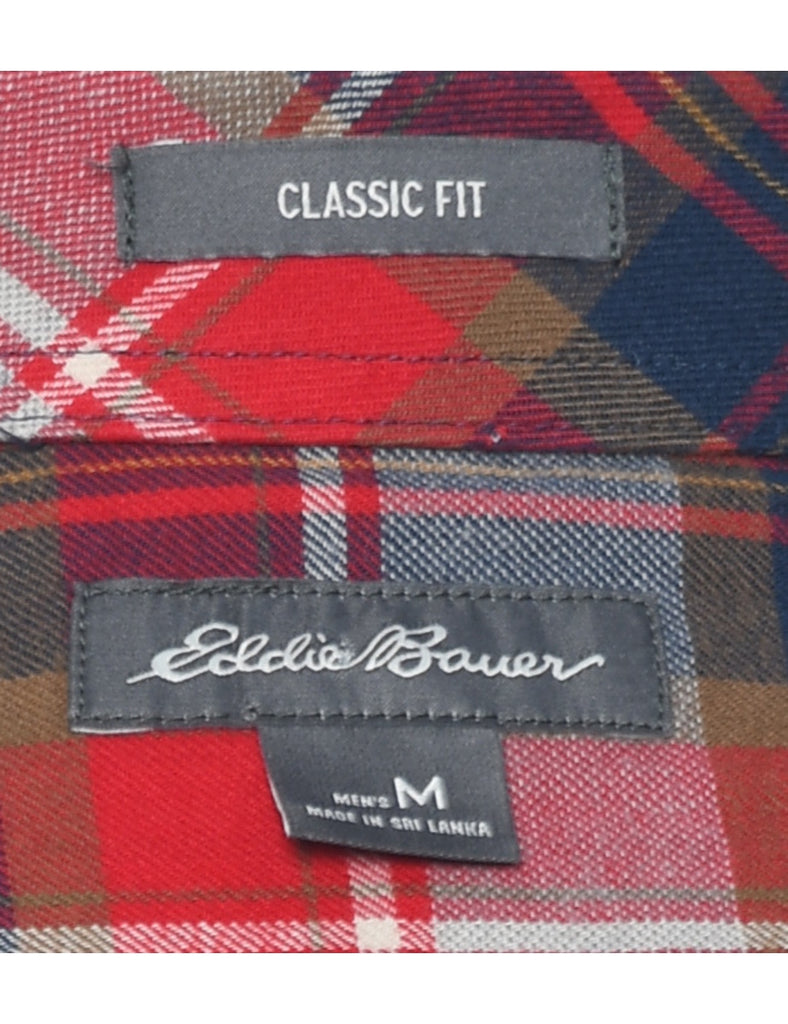 CLASSIC FIT
Eddie Bauer
MEN'S M
MADE IN SRI LANKA